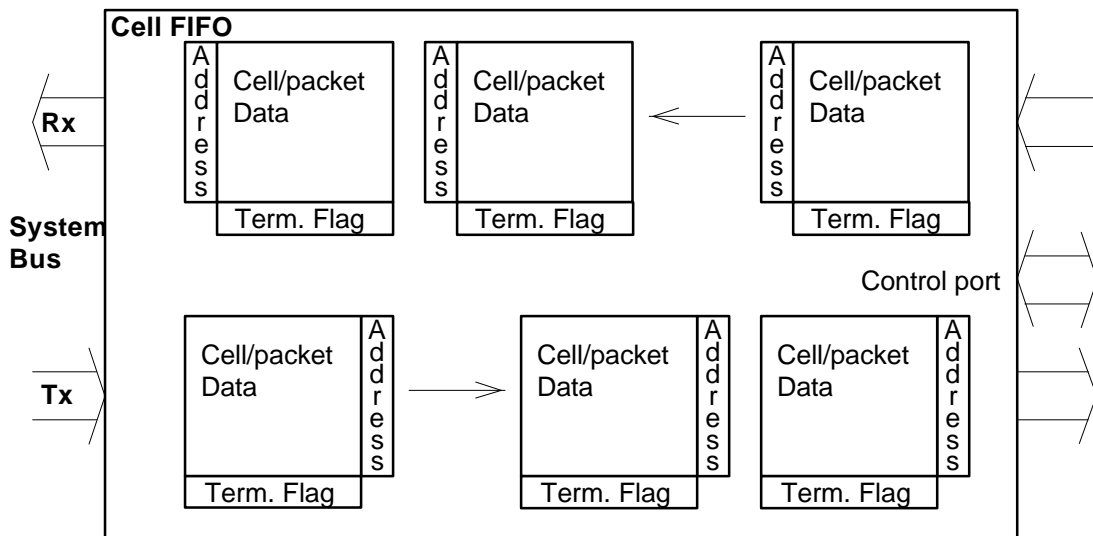 Cell FIFO
Address
Cell/packet
Data
Term. Flag
Address
Cell/packet
Data
Term. Flag
Address
Cell/packet
Data
Term. Flag
Rx
System
Bus
Control port
Tx
Cell/packet
Data
Address
Term. Flag
Cell/packet
Data
Address
Term. Flag
Cell/packet
Data
Address
Term. Flag